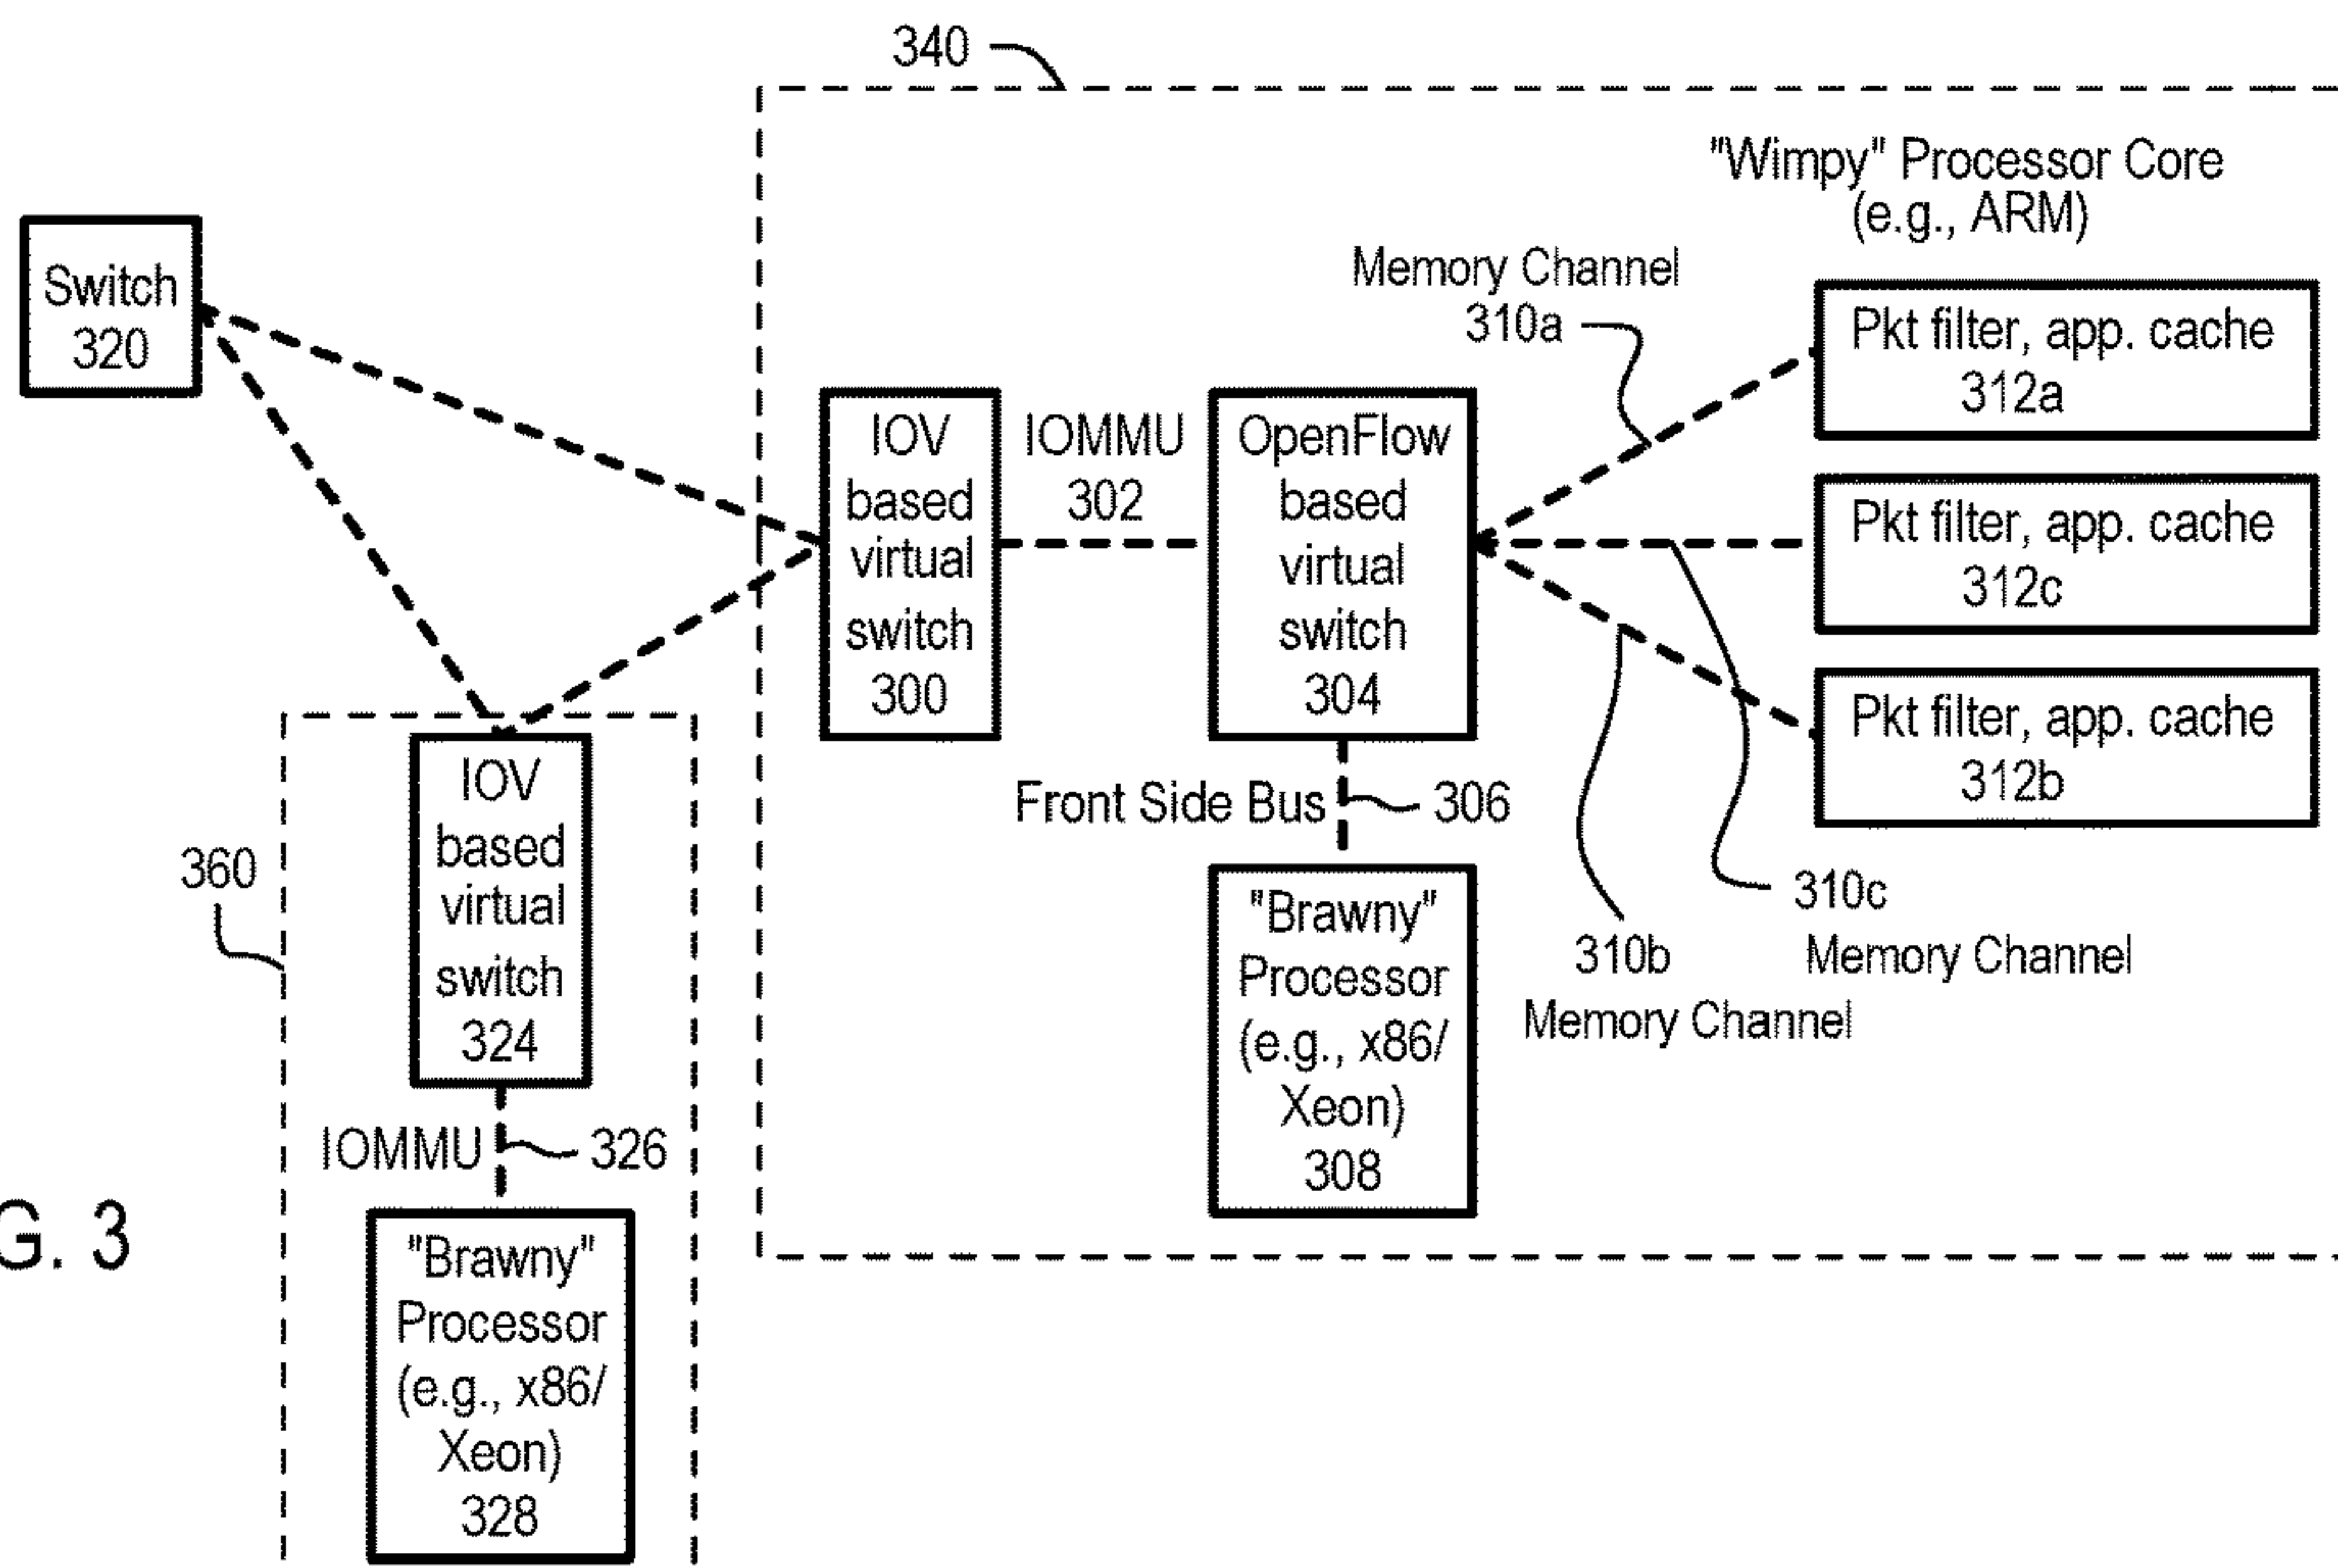 340
"Wimpy" Processor Core
(e.g., ARM)
Switch
320
Memory Channel
310a
Pkt filter, app. cache
312a
IOV
based
virtual
switch
300
IOMMU
302
OpenFlow
based
virtual
switch
304
Pkt filter, app. cache
312c
Pkt filter, app. cache
312b
Front Side Bus
306
310c
Memory Channel
310b
Memory Channel
"Brawny"
Processor
(e.g., x86/
Xeon)
308
360
IOV
based
virtual
switch
324
IOMMU
326
"Brawny"
Processor
(e.g., x86/
Xeon)
328
G. 3